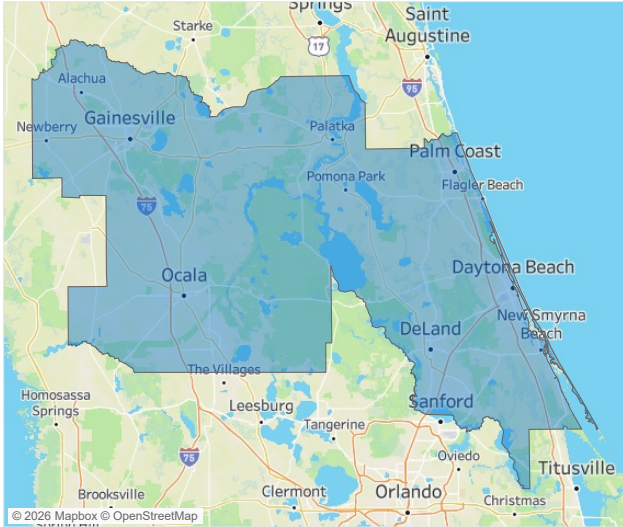 Springs
Saint
Augustine
Starke
17
95
Alachua
Gainesville
Newberry
Palatka
Palm Coast
Pomona Park
Flagler Beach
75
Ocala
Daytona Beach
New Smyrna
Beach
DeLand
The Villages
Homosassa
Springs
Leesburg
Sanford
Tangerine
75
Oviedo
Titusville
Brooksville
Clermont
Orlando
Christmas
© 2026 Mapbox © OpenStreetMap